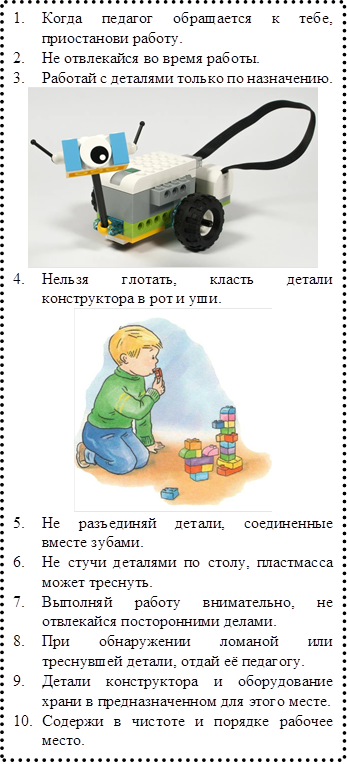 1. Когда педагог обращается к тебе,
приостанови работу.
2. Не отвлекайся во время работы.
3. Работай с деталями только по назначению.
4. Нельзя глотать, класть детали
конструктора в рот и уши.
5. Не разъединяй детали, соединенные
вместе зубами.
6. Не стучи деталями по столу, пластмасса
может треснуть.
7. Выполняй работу внимательно, не
отвлекайся посторонними делами.
8. При обнаружении ломаной или
треснувшей детали, отдай её педагогу.
9. Детали конструктора и оборудование
храни в предназначенном для этого месте.
10. Содержи в чистоте и порядке рабочее
место.